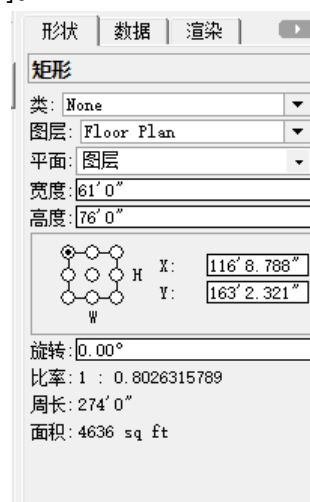 形状 数据 渲染
矩形
类: None
图层: Floor Plan
平面: 图层
宽度: 61'0"
高度: 76'0"
H X: 116'8.788"
Y: 163'2.321"
W
旋转: 0.00°
比率: 1 : 0.8026315789
周长: 274'0"
面积: 4636 sq ft